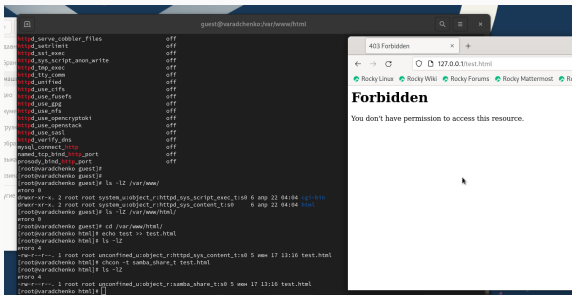 guest@varadchenko:/var/www/html
httpd_serve_cobbler_files off
httpd_setrlimit off
httpd_ssi_exec off
httpd_sys_script_anon_write off
httpd_tmp_exec off
httpd_tty_comm off
httpd_unified off
httpd_use_cifs off
httpd_use_fusefs off
httpd_use_gpg off
httpd_use_nfs off
httpd_use_opencryptoki off
httpd_use_openstack off
httpd_use_sasl off
httpd_verify_dns off
mysql_connect_http off
named_tcp_bind_http_port off
prosody_bind_http_port off
[root@varadchenko guest]#
[root@varadchenko guest]#
[root@varadchenko guest]# ls -lZ /var/www/
итого 0
drwxr-xr-x. 2 root root system_u:object_r:httpd_sys_script_exec_t:s0 6 апр 22 04:04 cgi-bin
drwxr-xr-x. 2 root root system_u:object_r:httpd_sys_content_t:s0 6 апр 22 04:04 html
[root@varadchenko guest]# ls -lZ /var/www/html/
итого 0
[root@varadchenko guest]# cd /var/www/html/
[root@varadchenko html]# echo test >> test.html
[root@varadchenko html]# ls -lZ
итого 4
-rw-r--r--. 1 root root unconfined_u:object_r:httpd_sys_content_t:s0 5 июн 17 13:16 test.html
[root@varadchenko html]# chcon -t samba_share_t test.html
[root@varadchenko html]# ls -lZ
итого 4
-rw-r--r--. 1 root root unconfined_u:object_r:samba_share_t:s0 5 июн 17 13:16 test.html
[root@varadchenko html]#
403 Forbidden
127.0.0.1/test.html
Rocky Linux Rocky Wiki Rocky Forums Rocky Mattermost
Forbidden
You don't have permission to access this resource.